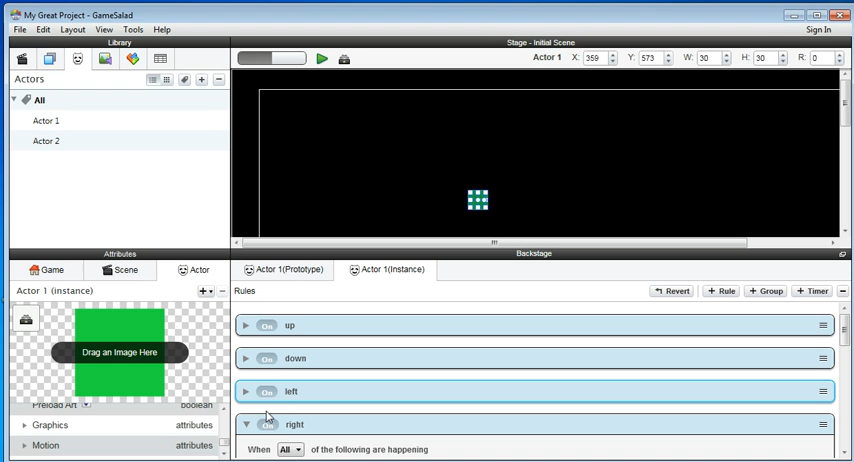 My Great Project - GameSalad
File Edit Layout View Tools Help Sign In
Library
Stage - Initial Scene
Actor 1 X: 359 Y: 573 W: 30 H: 30 R: 0
Actors
All
Actor 1
Actor 2
Attributes
Backstage
Game Scene Actor
Actor 1(Prototype) Actor 1(Instance)
Actor 1 (instance)
Rules Revert + Rule + Group + Timer
Drag an Image Here
Preload Art boolean
Graphics attributes
Motion attributes
On up
On down
On left
On right
When All of the following are happening